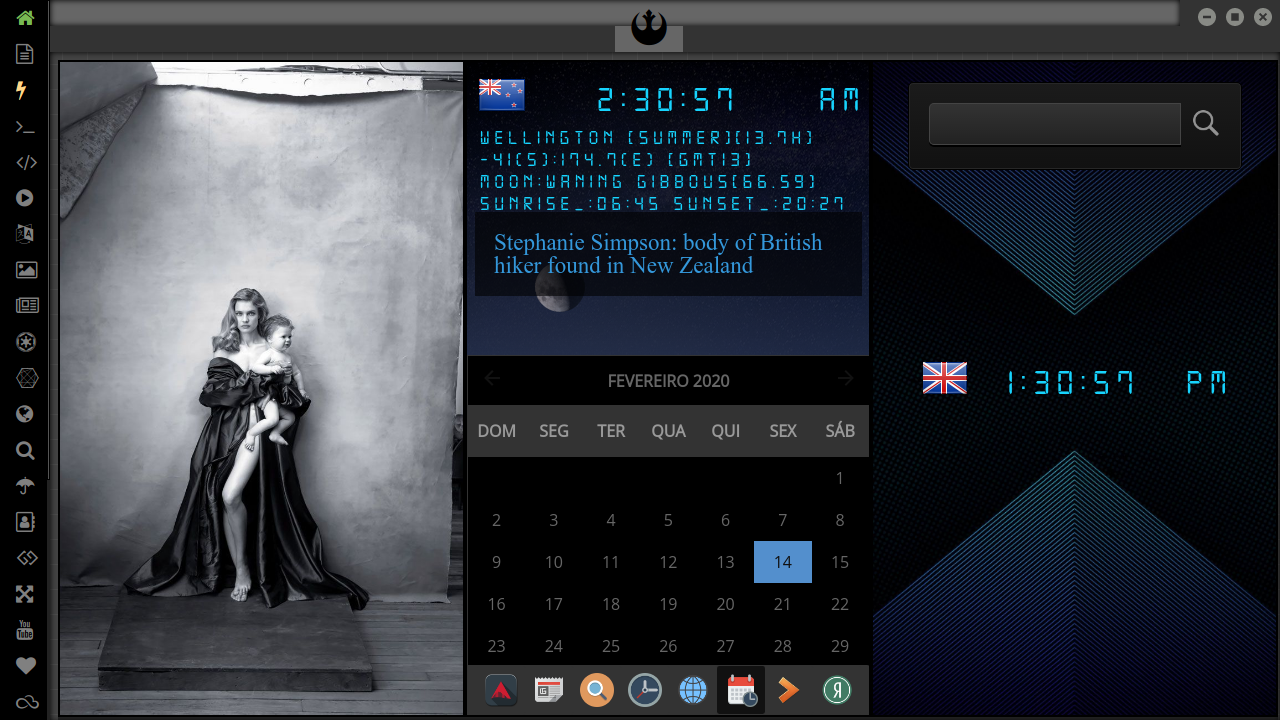 2:30:57 AM
WELLINGTON (SUMMER)(13.7H)
-41(S):174.7(E) (GMT13)
MOON:WANING GIBBOUS(66.59)
SUNRISE_:06:45 SUNSET_:20:27
Stephanie Simpson: body of British
hiker found in New Zealand
FEVEREIRO 2020
DOM SEG TER QUA QUI SEX SÁB
1
2 3 4 5 6 7 8
9 10 11 12 13 14 15
16 17 18 19 20 21 22
23 24 25 26 27 28 29
1:30:57 PM
You
Tube
GE
Я